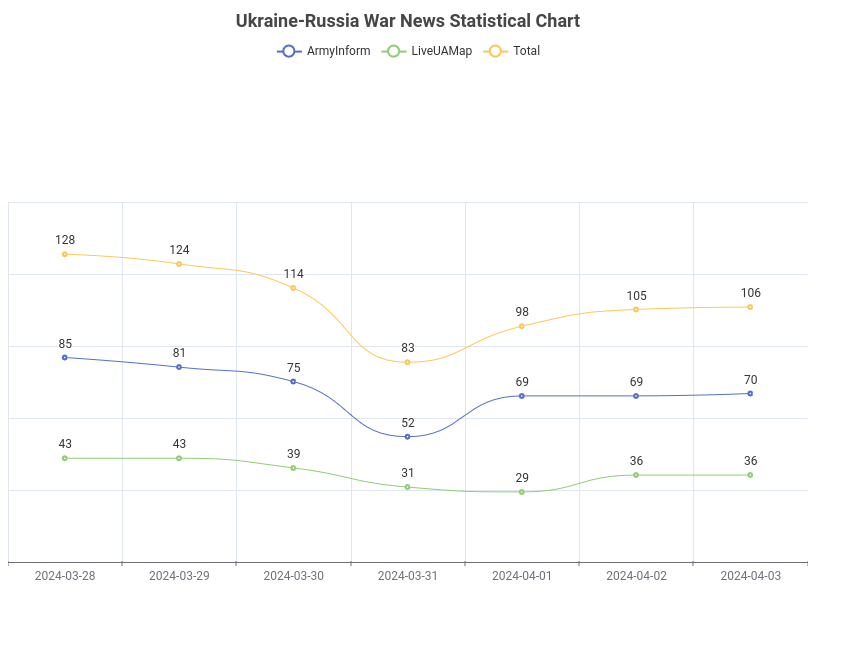 Ukraine-Russia War News Statistical Chart
ArmyInform LiveUAMap Total
128 124 114 83 98 105 106
85 81 75 52 69 69 70
43 43 39 31 29 36 36
2024-03-28 2024-03-29 2024-03-30 2024-03-31 2024-04-01 2024-04-02 2024-04-03